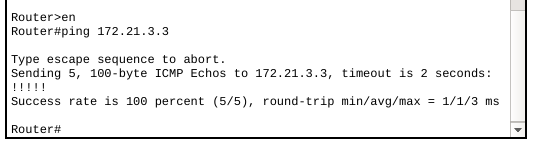 Router>en
Router#ping 172.21.3.3
Type escape sequence to abort.
Sending 5, 100-byte ICMP Echos to 172.21.3.3, timeout is 2 seconds:
!!!!!
Success rate is 100 percent (5/5), round-trip min/avg/max = 1/1/3 ms
Router#